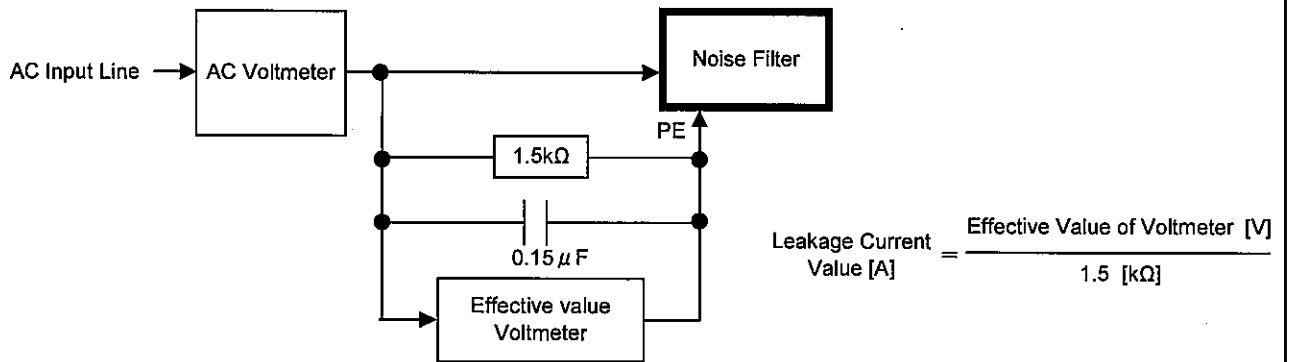 AC Input Line
AC Voltmeter
Noise Filter
PE
1.5kΩ
0.15μF
Effective value
Voltmeter
Leakage Current
Value [A]
=
Effective Value of Voltmeter [V]
1.5 [kΩ]